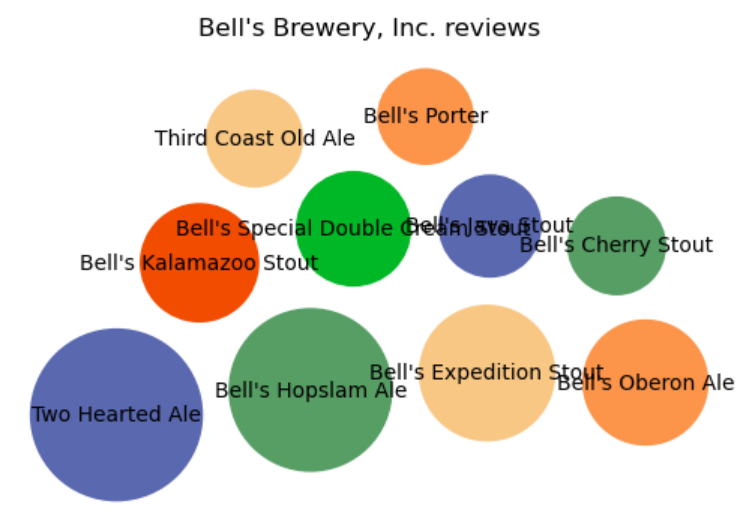 Bell's Brewery, Inc. reviews
Bell's Porter
Third Coast Old Ale
Bell's Special Double Cream Stout
Bell's Java Stout
Bell's Cherry Stout
Bell's Kalamazoo Stout
Bell's Expedition Stout
Bell's Oberon Ale
Bell's Hopslam Ale
Two Hearted Ale